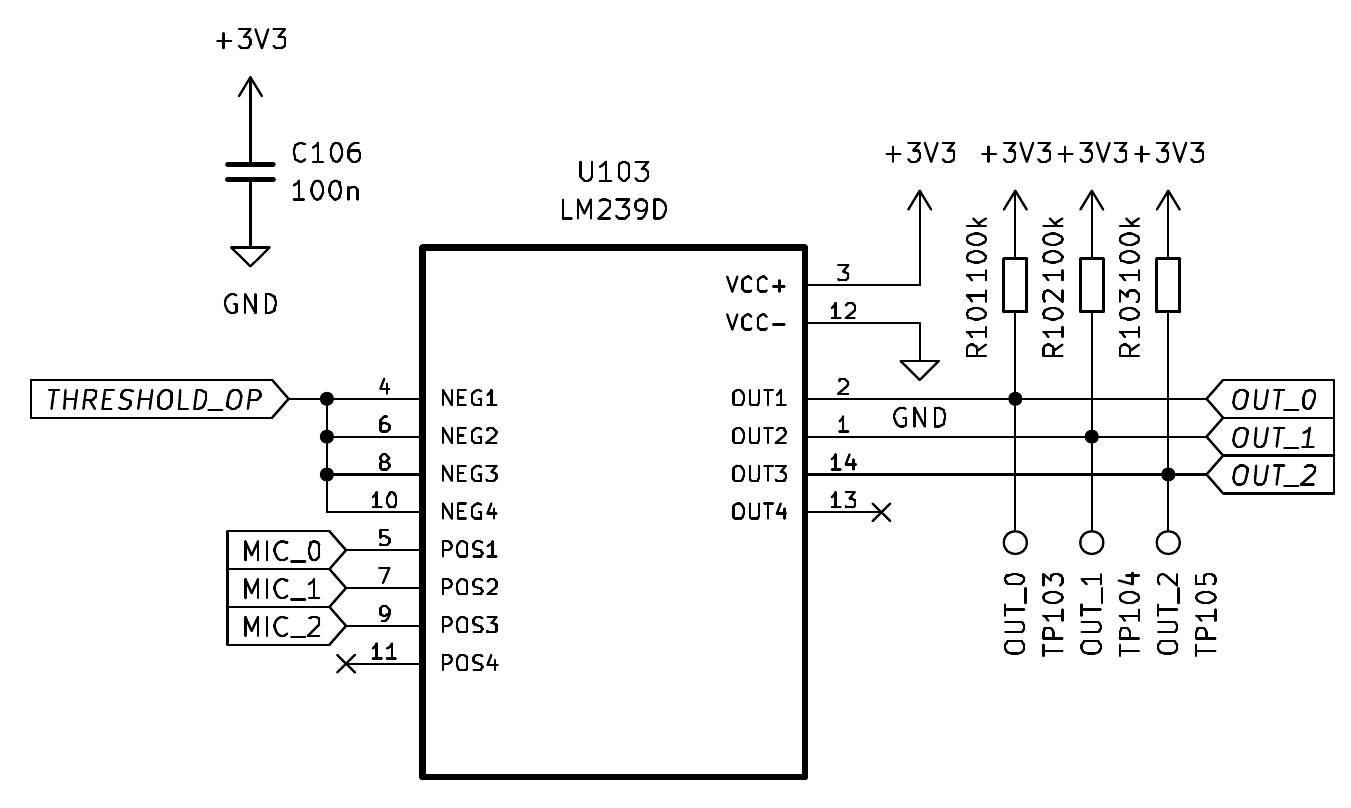 +3V3
C106
100n
GND
U103
LM239D
+3V3 +3V3 +3V3 +3V3
R101 100k
R102 100k
R103 100k
VCC+ 3
VCC- 12
GND
THRESHOLD_OP
4 NEG1
6 NEG2
8 NEG3
10 NEG4
MIC_0 5 POS1
MIC_1 7 POS2
MIC_2 9 POS3
11 POS4
OUT1 2 OUT_0
OUT2 1 OUT_1
OUT3 14 OUT_2
OUT4 13
OUT_0
TP103
OUT_1
TP104
OUT_2
TP105